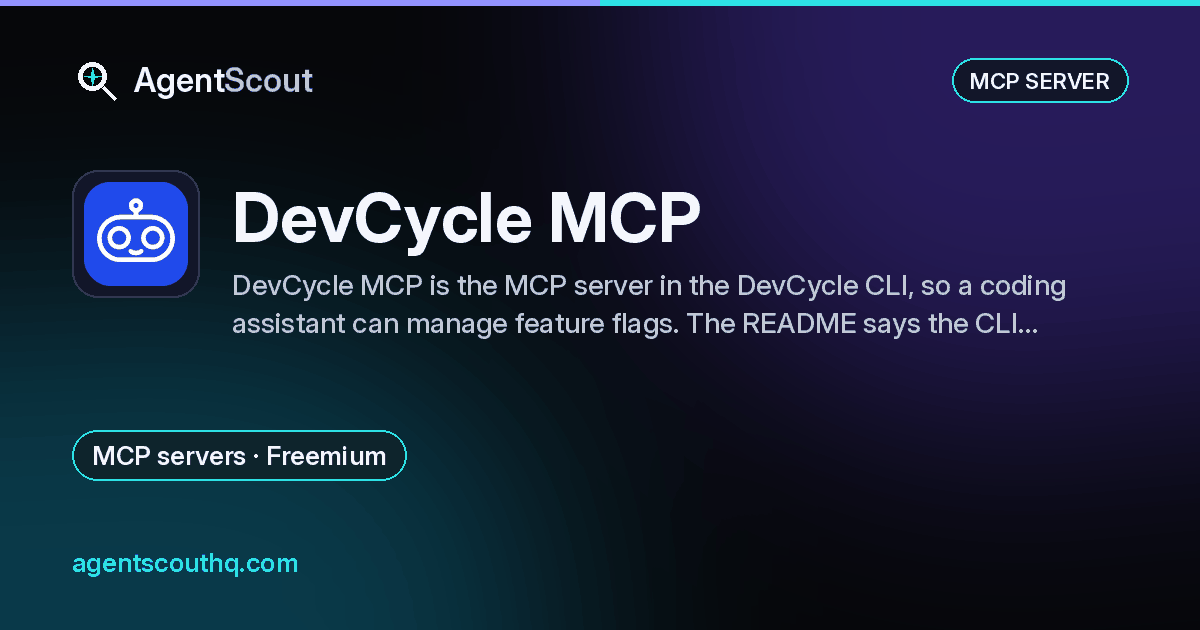 AgentScout
MCP SERVER
DevCycle MCP
DevCycle MCP is the MCP server in the DevCycle CLI, so a coding
assistant can manage feature flags. The README says the CLI...
MCP servers · Freemium
agentscouthq.com